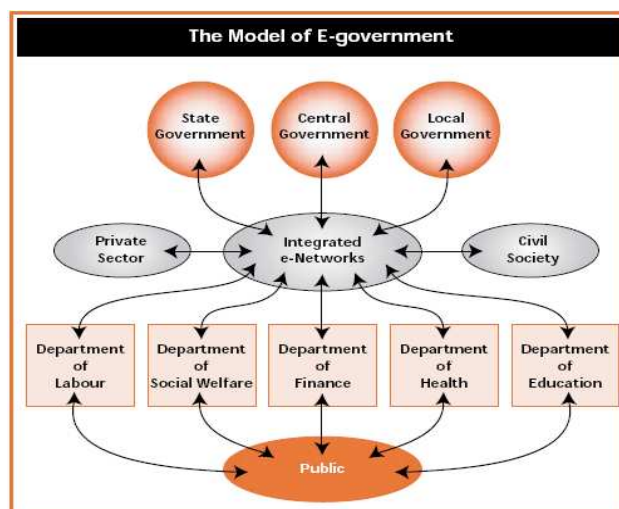 The Model of E-government
State
Government
Central
Government
Local
Government
Private
Sector
Integrated
e-Networks
Civil
Society
Department
of
Labour
Department
of
Social Welfare
Department
of
Finance
Department
of
Health
Department
of
Education
Public